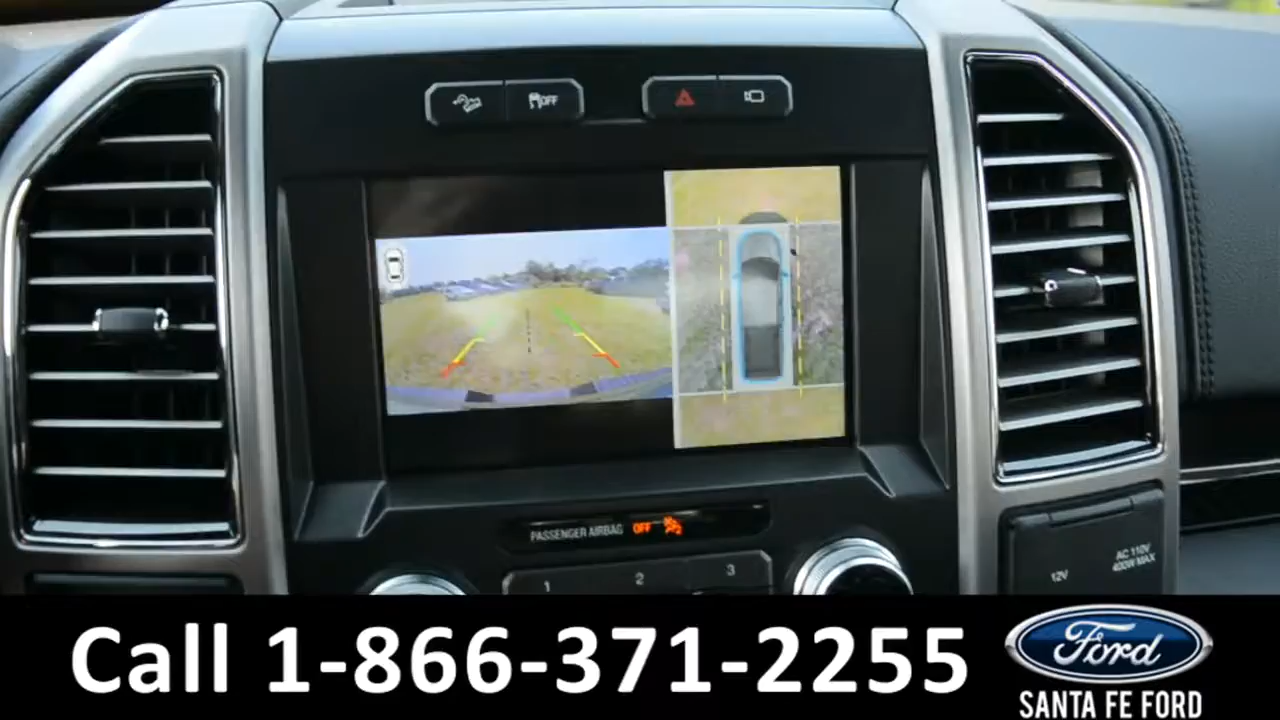 OFF
PASSENGER AIRBAG OFF
1 2 3
12V
AC 110V
400W MAX
Call 1-866-371-2255
Ford
SANTA FE FORD